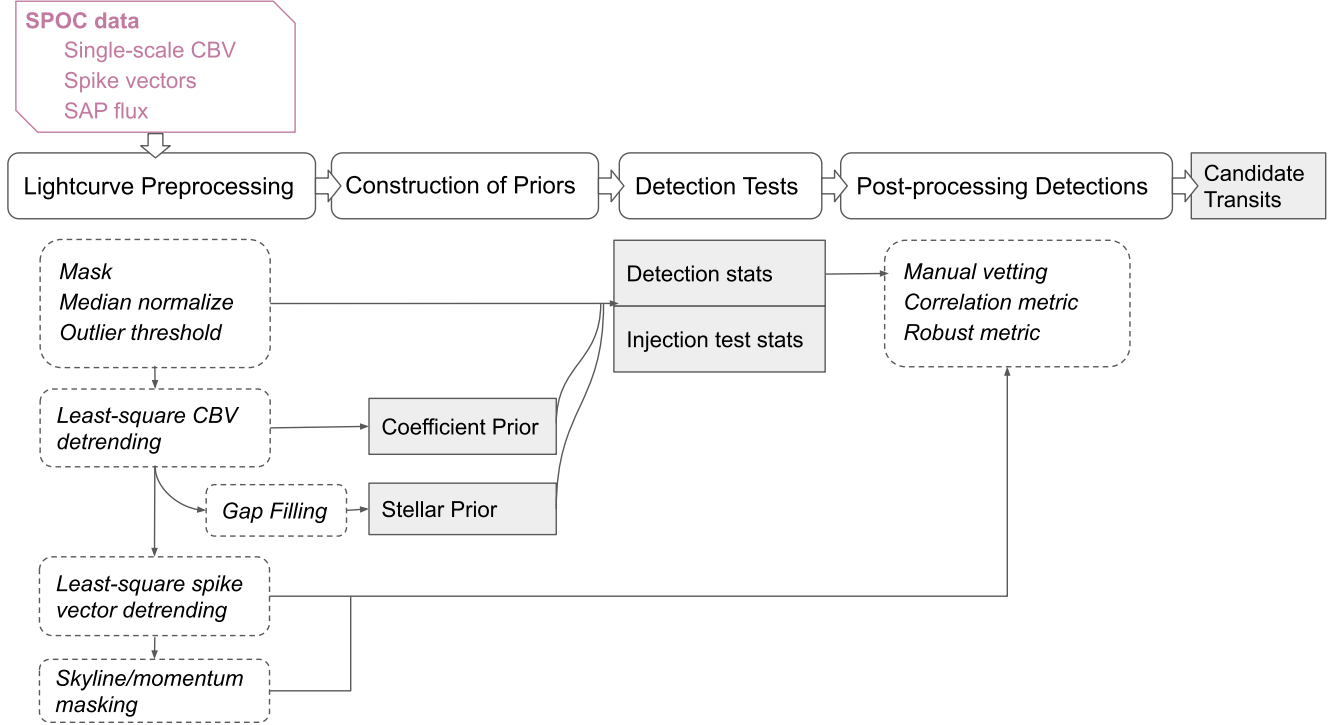 SPOC data
Single-scale CBV
Spike vectors
SAP flux
Lightcurve Preprocessing
Construction of Priors
Detection Tests
Post-processing Detections
Candidate
Transits
Mask
Median normalize
Outlier threshold
Detection stats
Injection test stats
Manual vetting
Correlation metric
Robust metric
Least-square CBV
detrending
Coefficient Prior
Gap Filling
Stellar Prior
Least-square spike
vector detrending
Skyline/momentum
masking